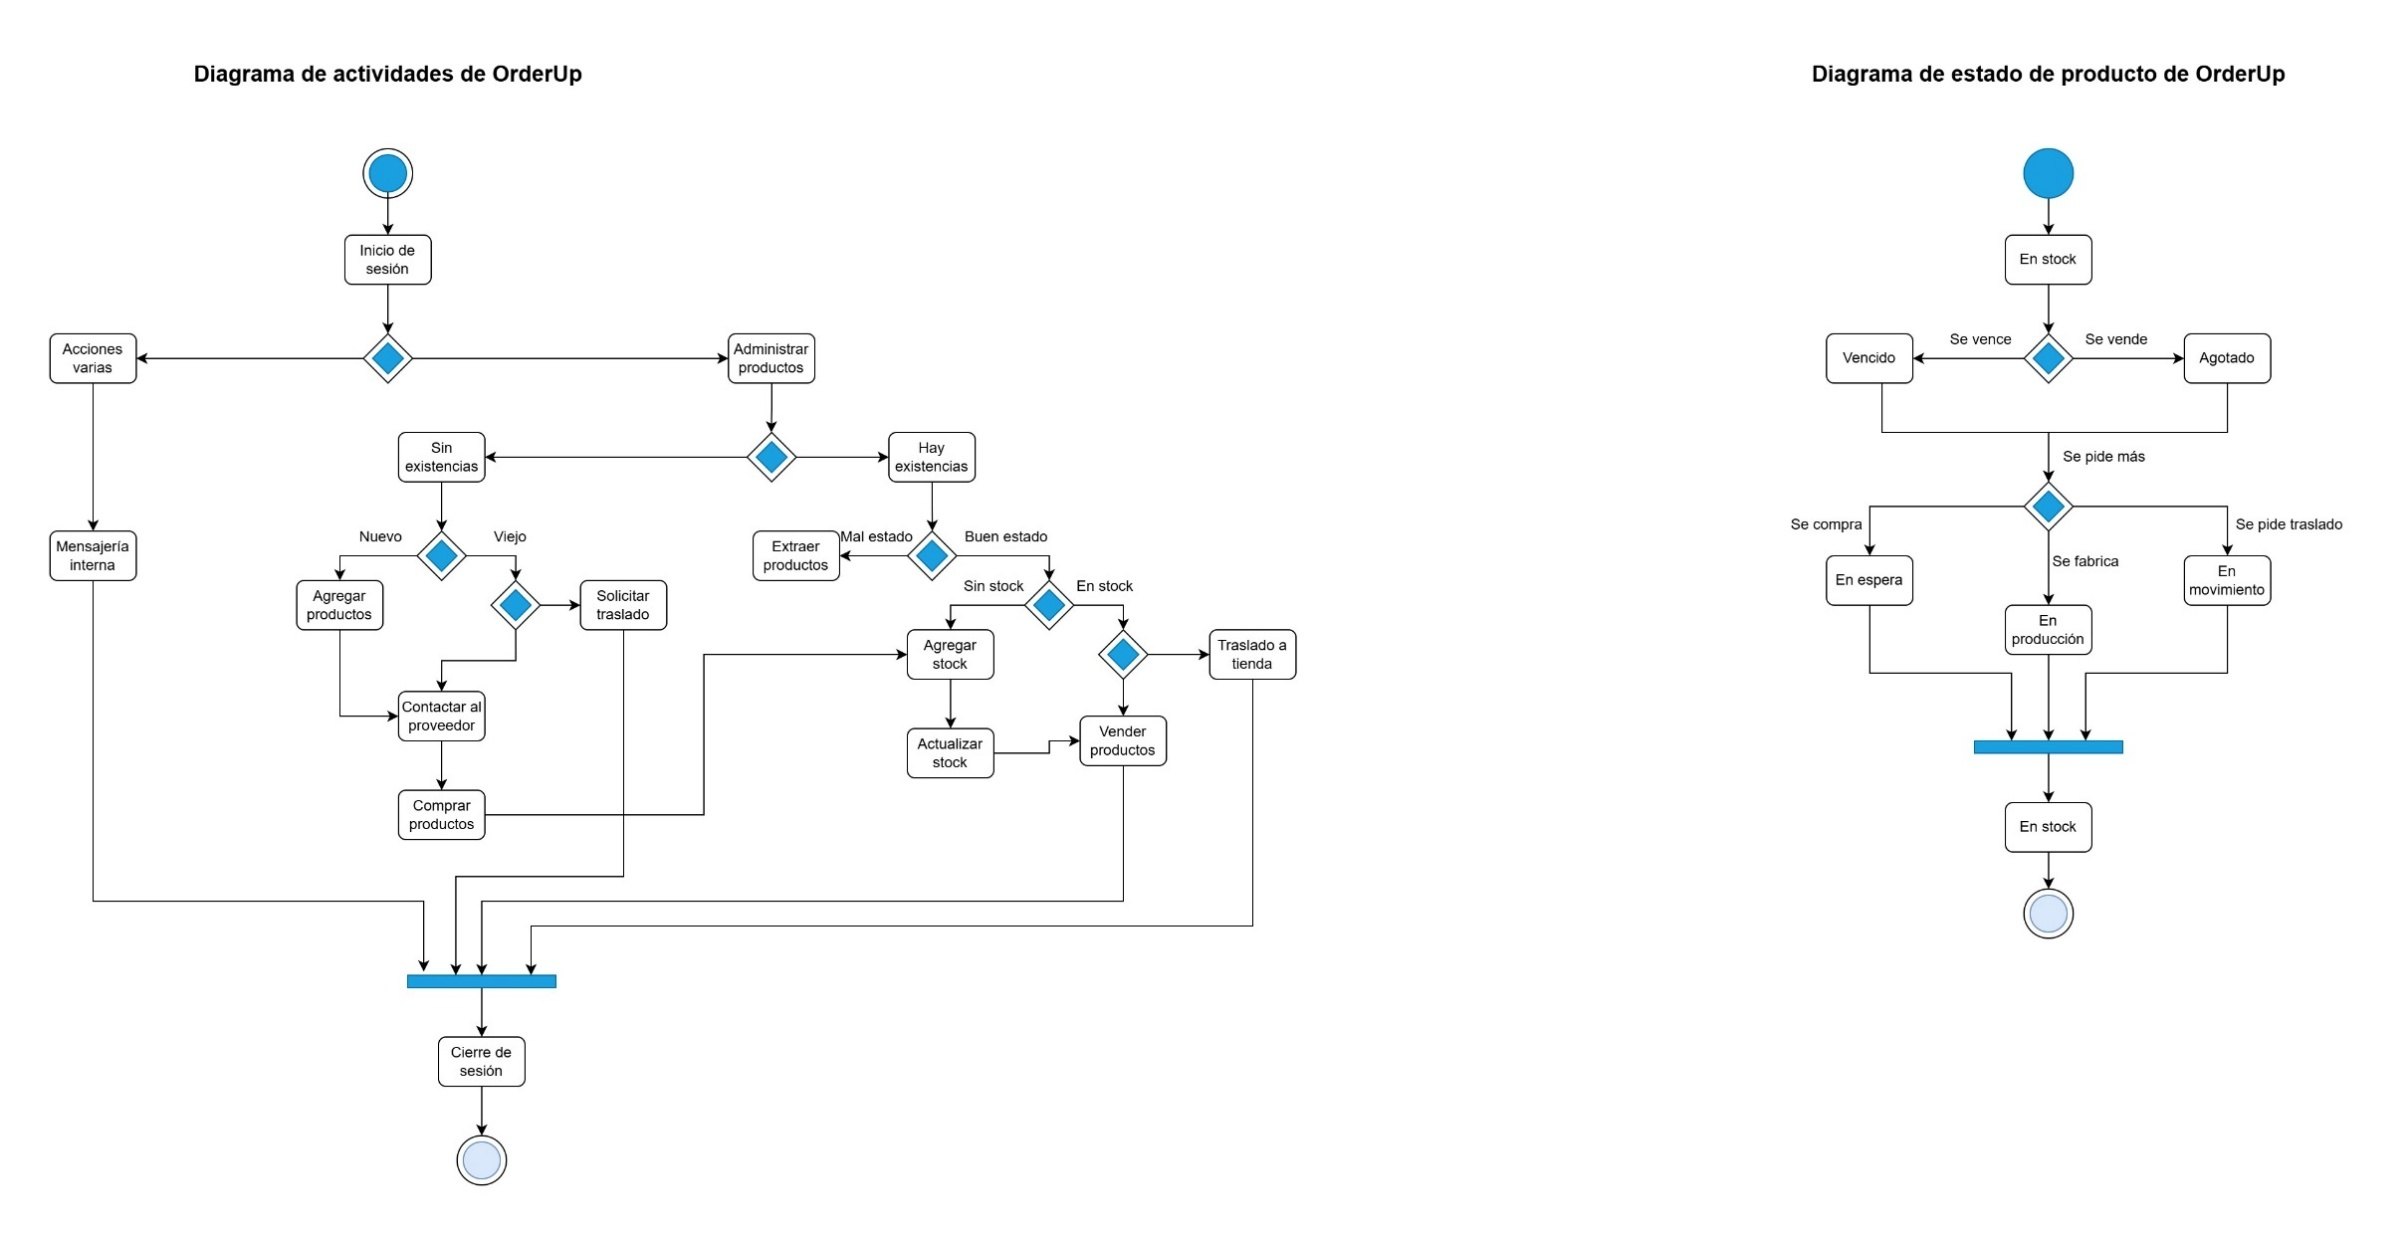 Diagrama de actividades de OrderUp
Inicio de
sesión
Acciones
varias
Administrar
productos
Sin
existencias
Hay
existencias
Nuevo
Viejo
Mal estado
Buen estado
Mensajería
interna
Extraer
productos
Agregar
productos
Solicitar
traslado
Sin stock
En stock
Agregar
stock
Traslado a
tienda
Contactar al
proveedor
Actualizar
stock
Vender
productos
Comprar
productos
Cierre de
sesión
Diagrama de estado de producto de OrderUp
En stock
Se vence
Se vende
Vencido
Agotado
Se pide más
Se compra
Se pide traslado
Se fabrica
En espera
En
movimiento
En
producción
En stock